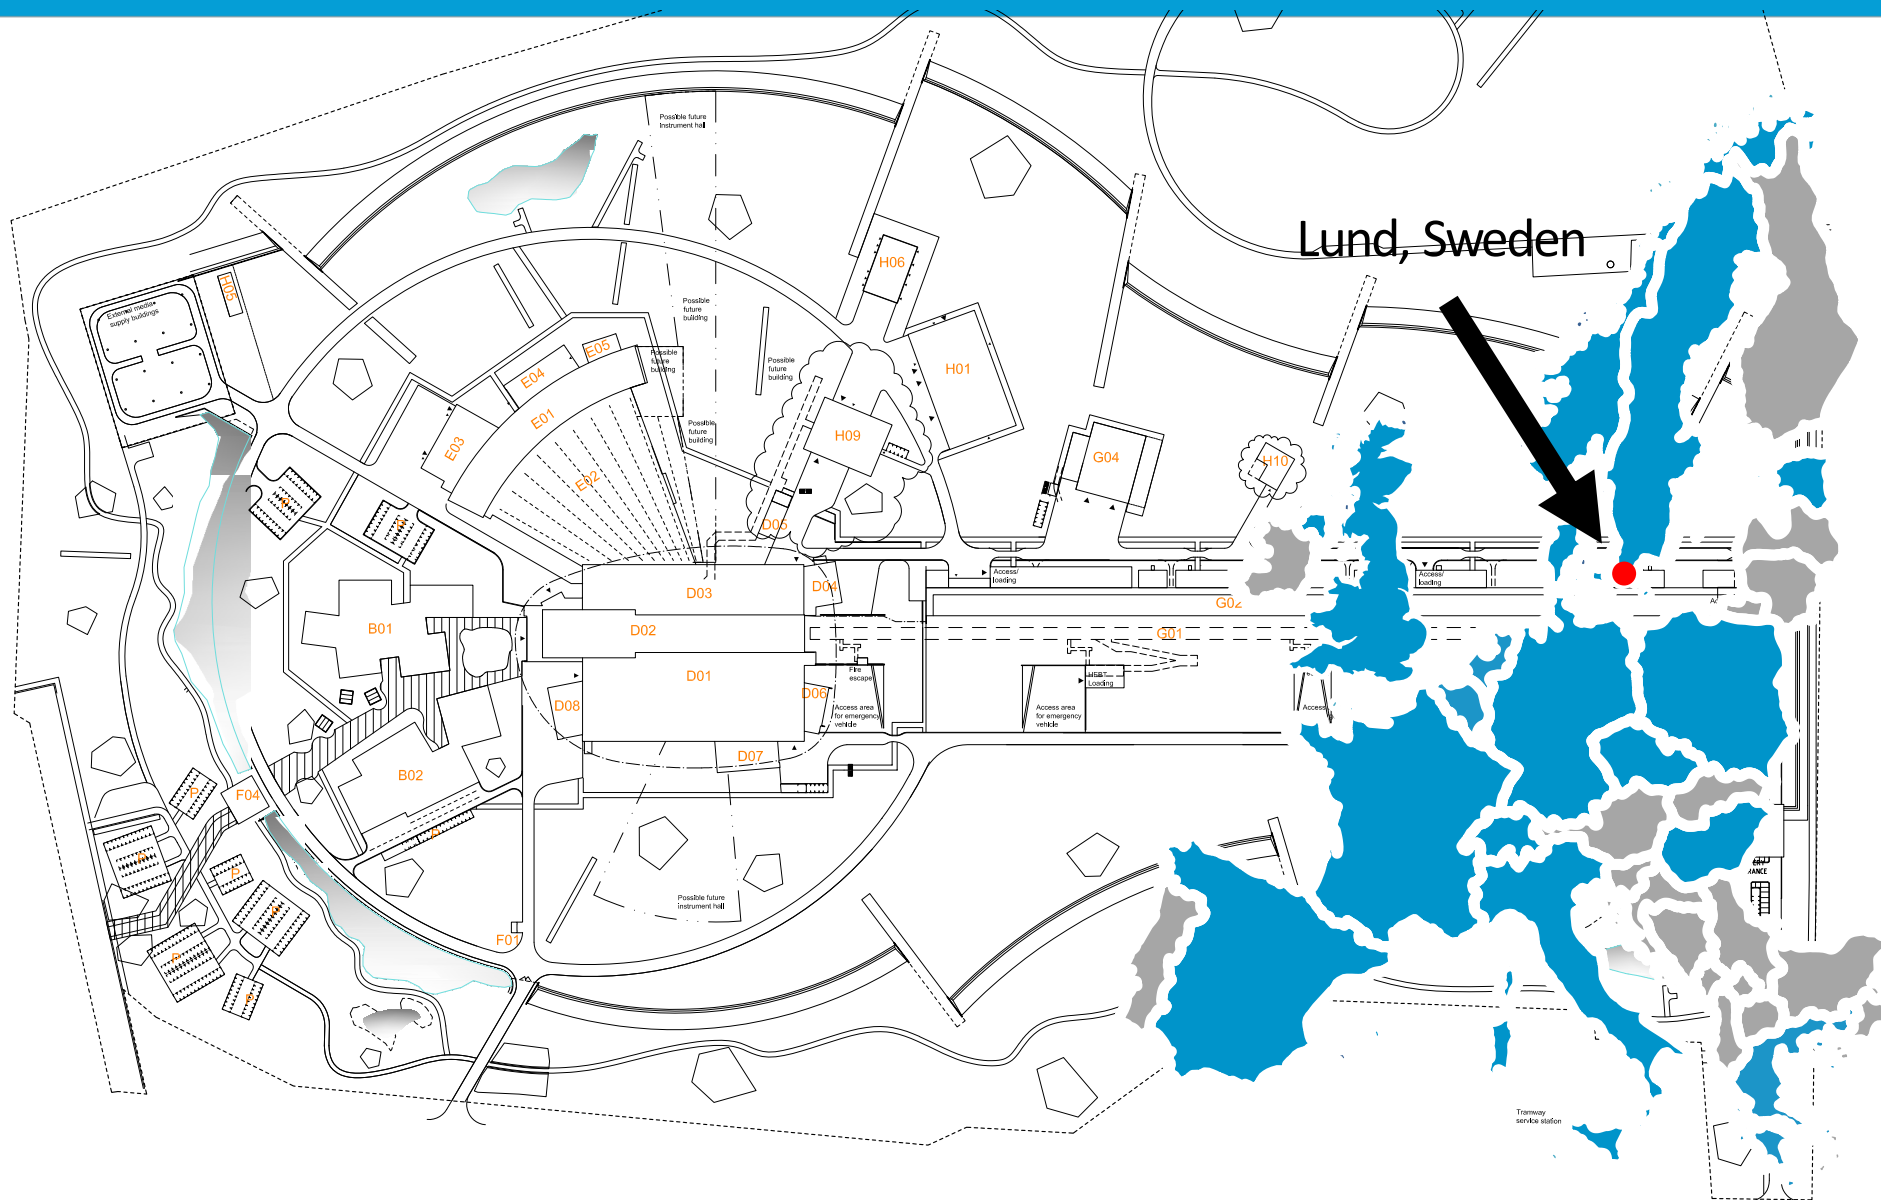 Possible future
Instrument hall
Lund, Sweden
H06
H05
External media
supply buildings
Possible
future
building
E05
Possible
future
building
Possible
future
building
E04
H01
E01
Possible
future
building
H09
E03
G04
H10
E02
P
P
D05
Access/
loading
Access/
loading
D04
D03
G02
B01
D02
G01
Fire
escape
D01
HEBT
Loading
D06
D08
Access area
for emergency
vehicle
Access area
for emergency
vehicle
Access
D07
B02
P
F04
P
P
P
P
RANCE
Possible future
instrument hall
F01
P
P
Tramway
service station